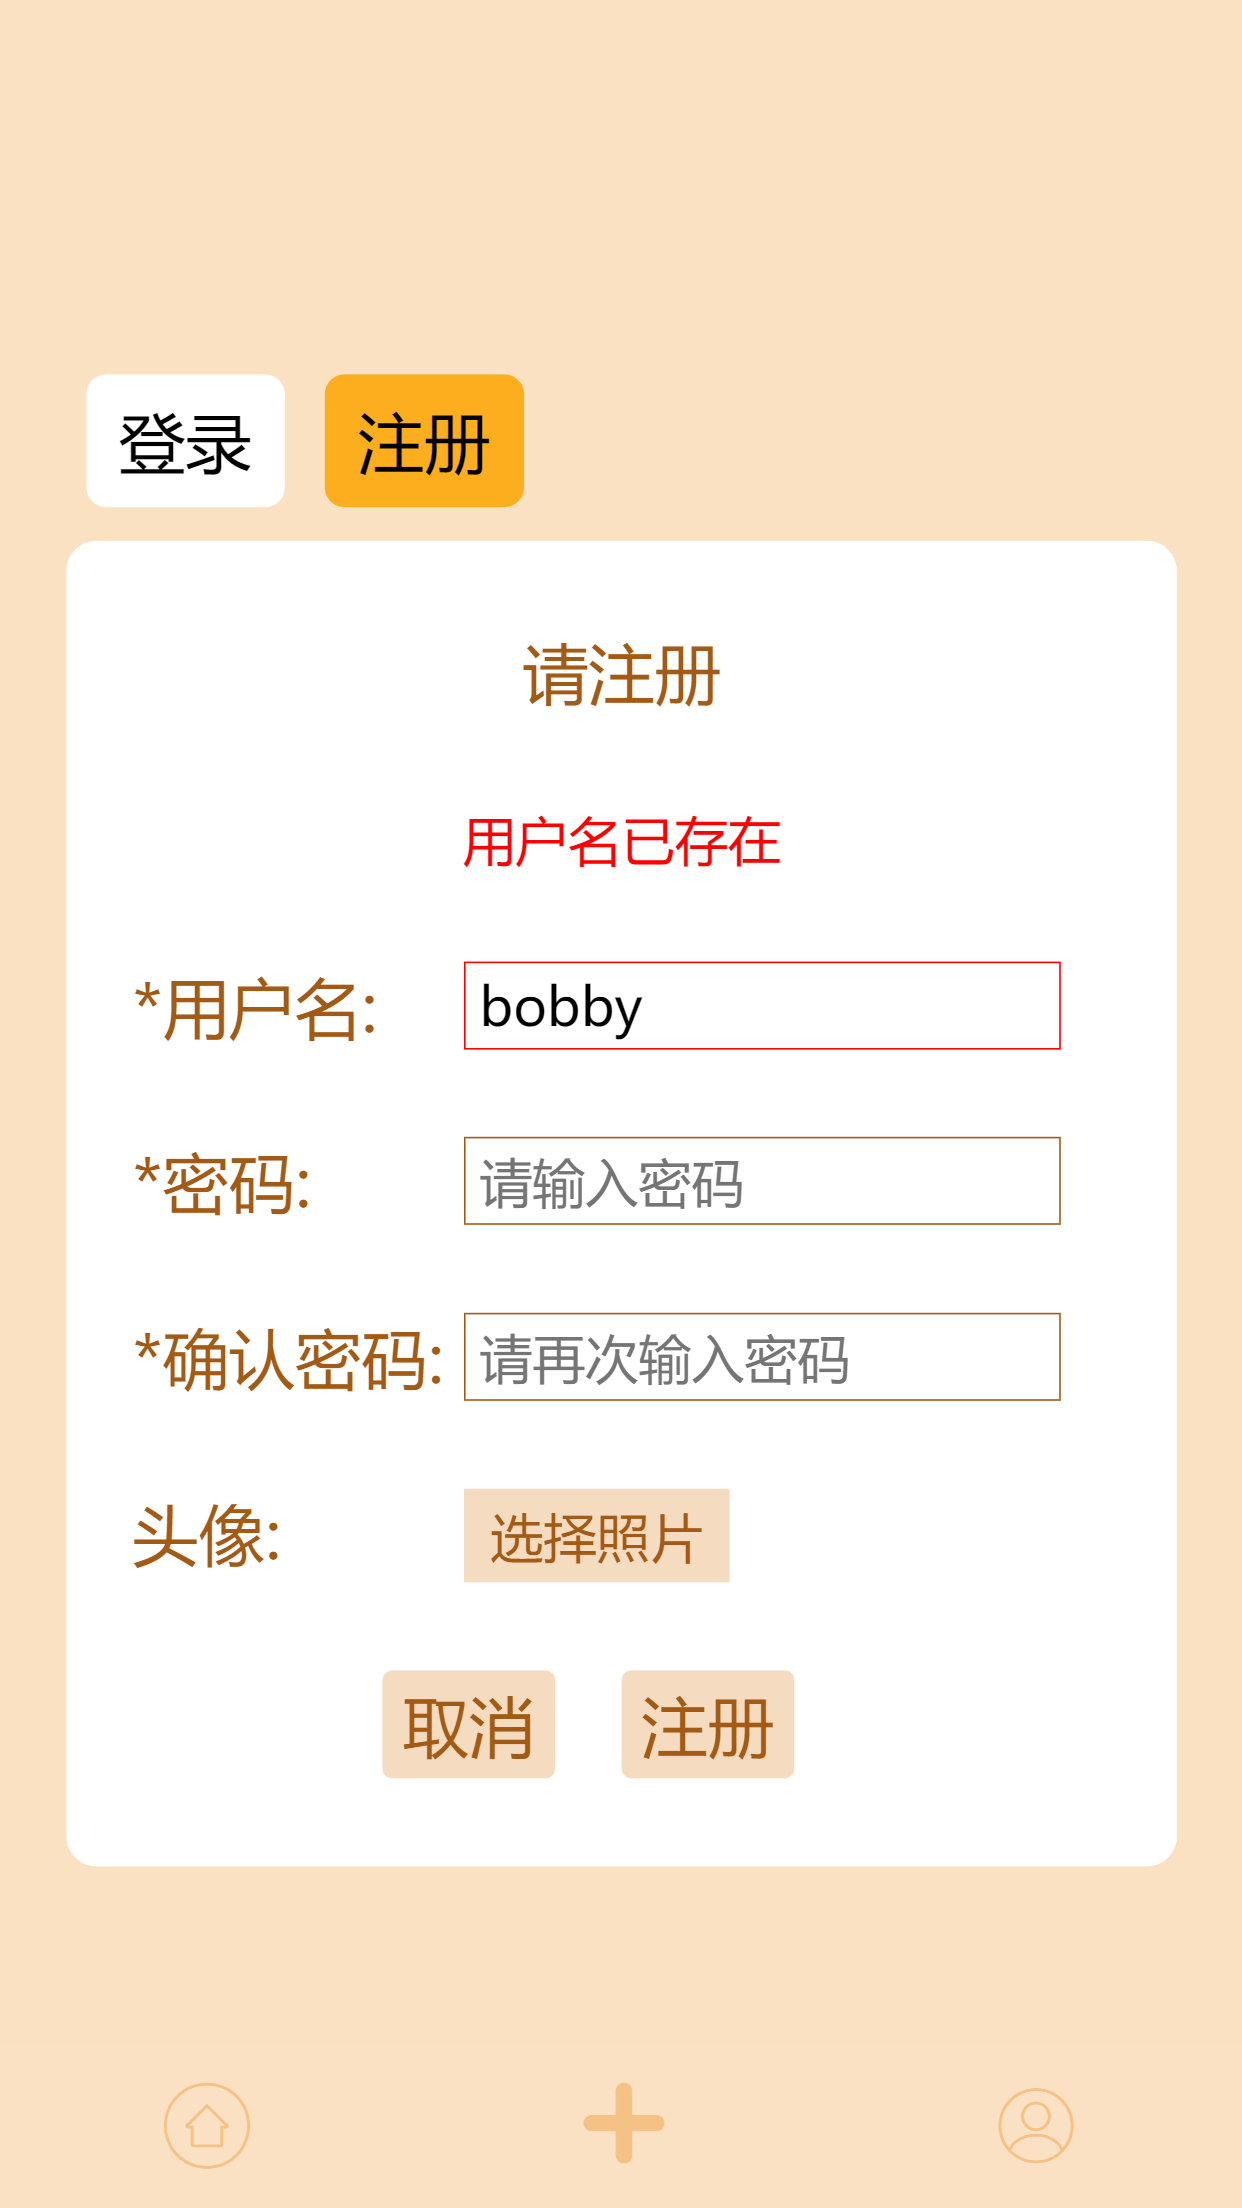 登录 注册
请注册
用户名已存在
*用户名: bobby
*密码: 请输入密码
*确认密码: 请再次输入密码
头像: 选择照片
取消 注册